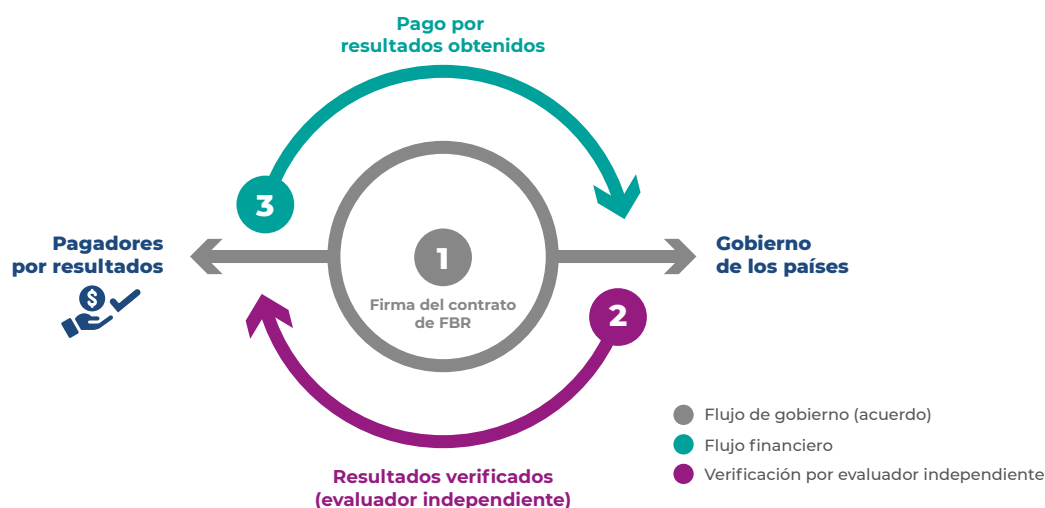 Pago por
resultados obtenidos
3
Pagadores
por resultados
$
1
Firma del contrato
de FBR
Gobierno
de los países
2
Resultados verificados
(evaluador independiente)
Flujo de gobierno (acuerdo)
Flujo financiero
Verificación por evaluador independiente